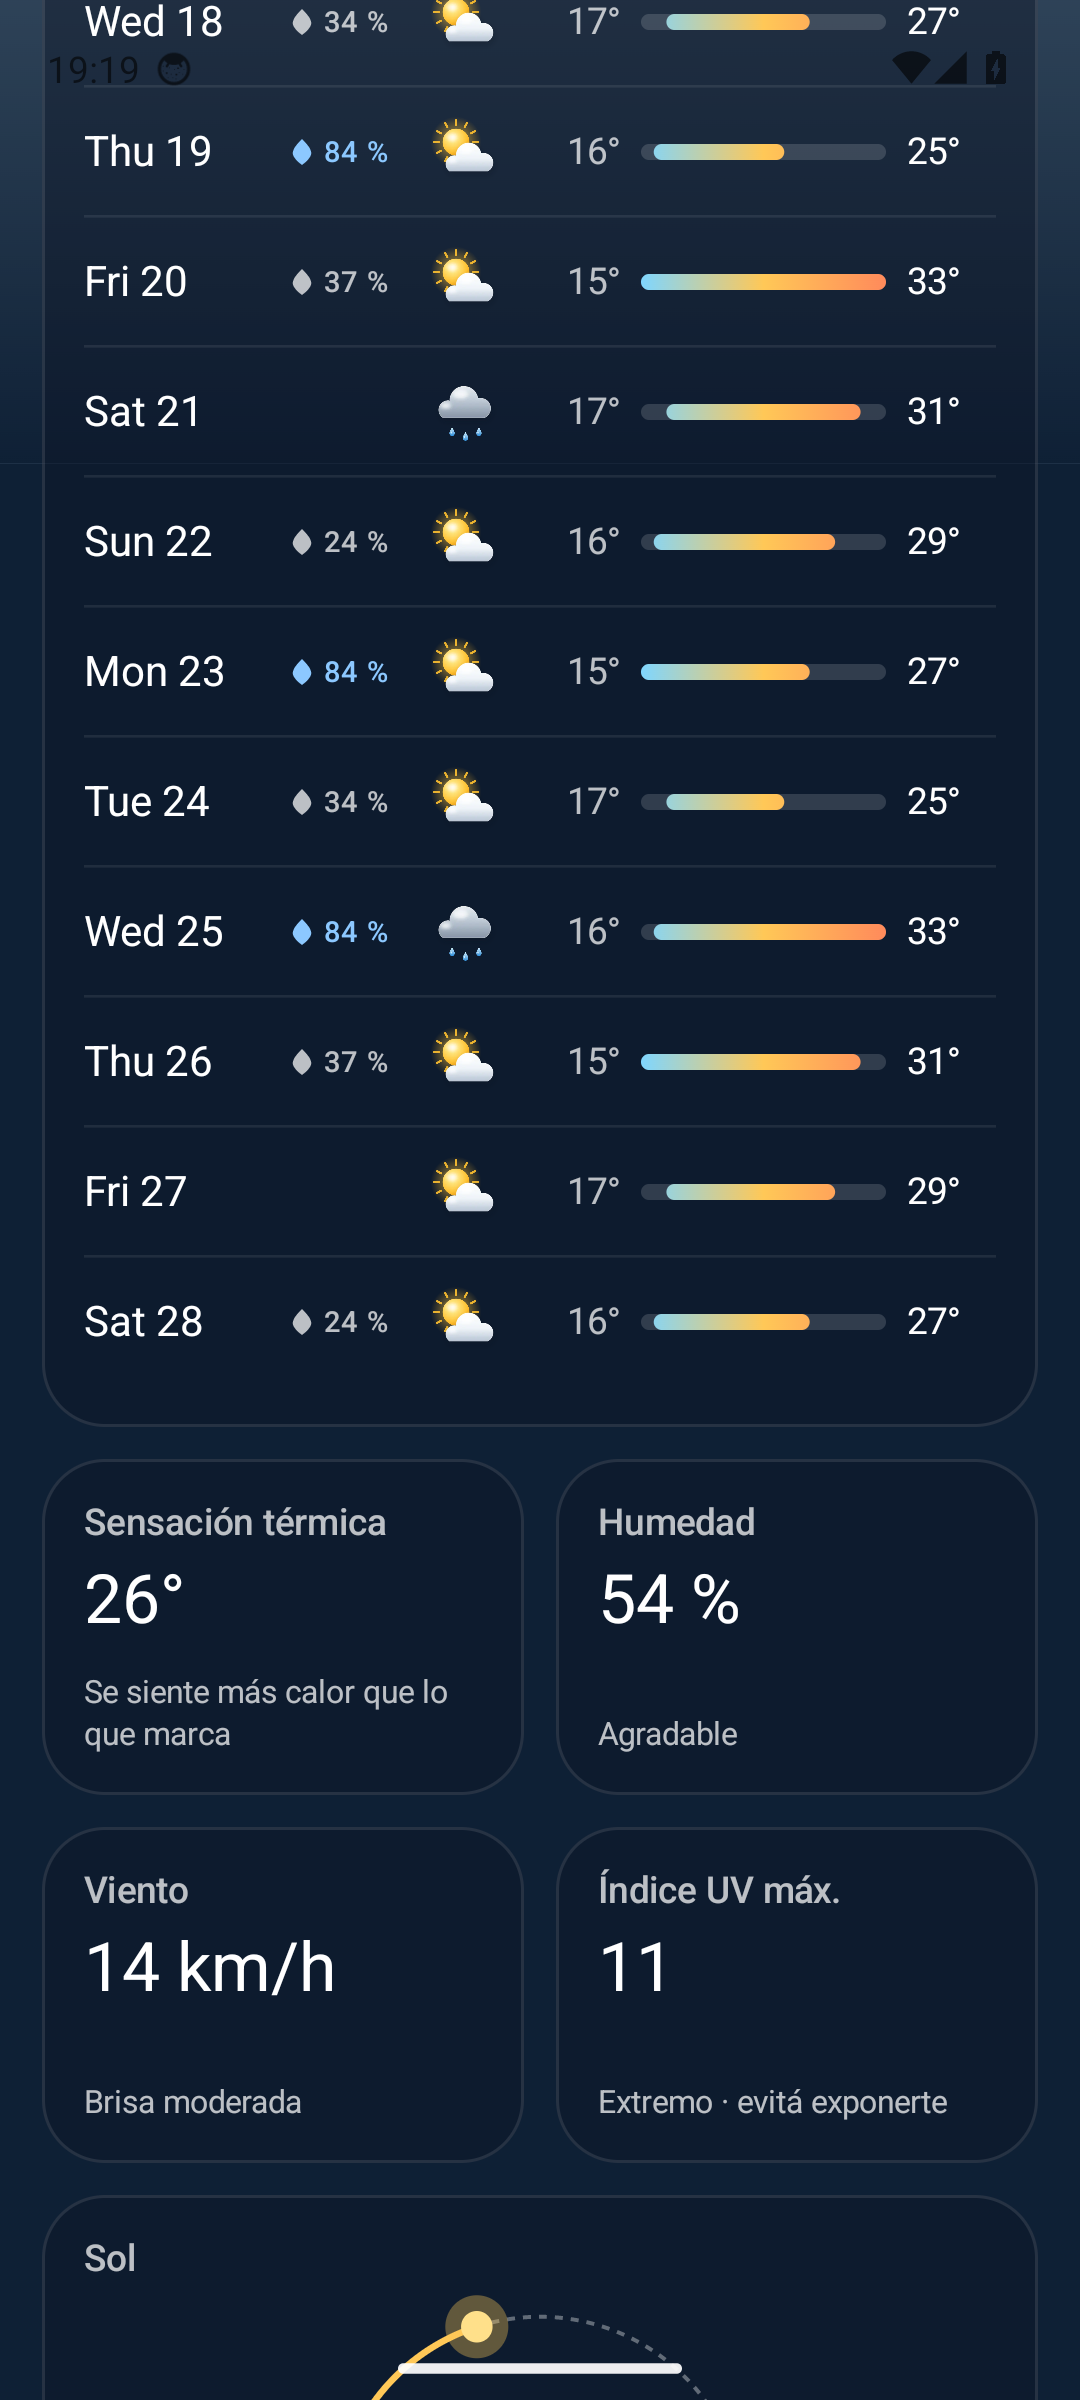 Wed 18 34 % 17° 27°
19:19
Thu 19 84 % 16° 25°
Fri 20 37 % 15° 33°
Sat 21 17° 31°
Sun 22 24 % 16° 29°
Mon 23 84 % 15° 27°
Tue 24 34 % 17° 25°
Wed 25 84 % 16° 33°
Thu 26 37 % 15° 31°
Fri 27 17° 29°
Sat 28 24 % 16° 27°
Sensación térmica
26°
Se siente más calor que lo
que marca
Humedad
54 %
Agradable
Viento
14 km/h
Brisa moderada
Índice UV máx.
11
Extremo · evitá exponerte
Sol